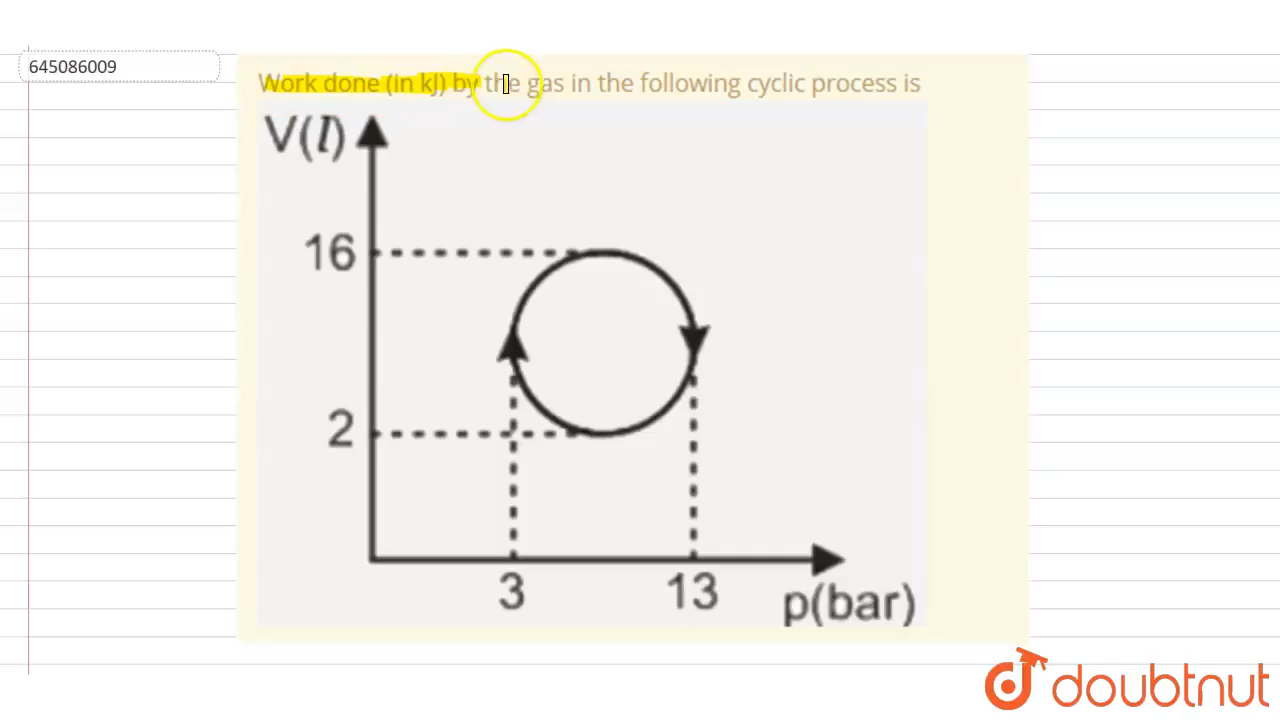 645086009
Work done (in kJ) by the gas in the following cyclic process is
V(l)
16
2
3
13
p(bar)
doubtnut